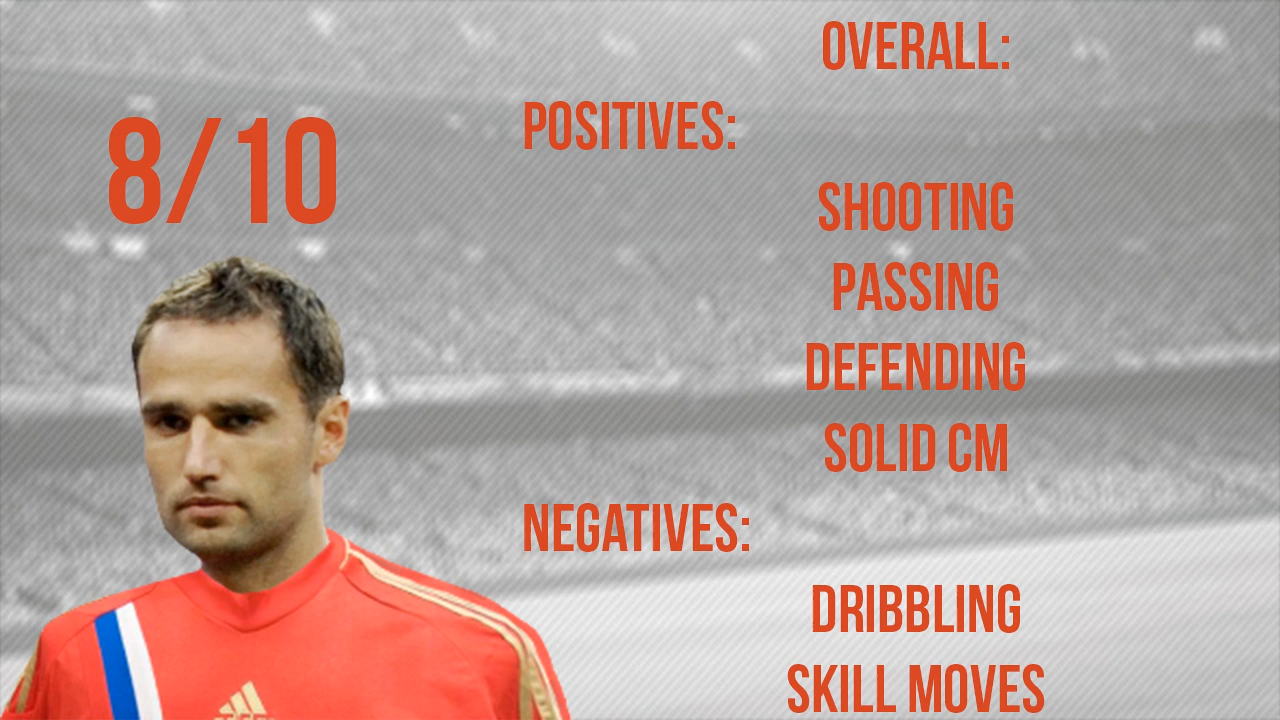 OVERALL:
8/10
POSITIVES:
SHOOTING
PASSING
DEFENDING
SOLID CM
NEGATIVES:
DRIBBLING
SKILL MOVES